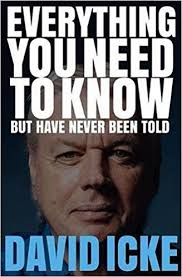 EVERYTHING
YOU NEED
TO KNOW
BUT HAVE NEVER BEEN TOLD
DAVID ICKE